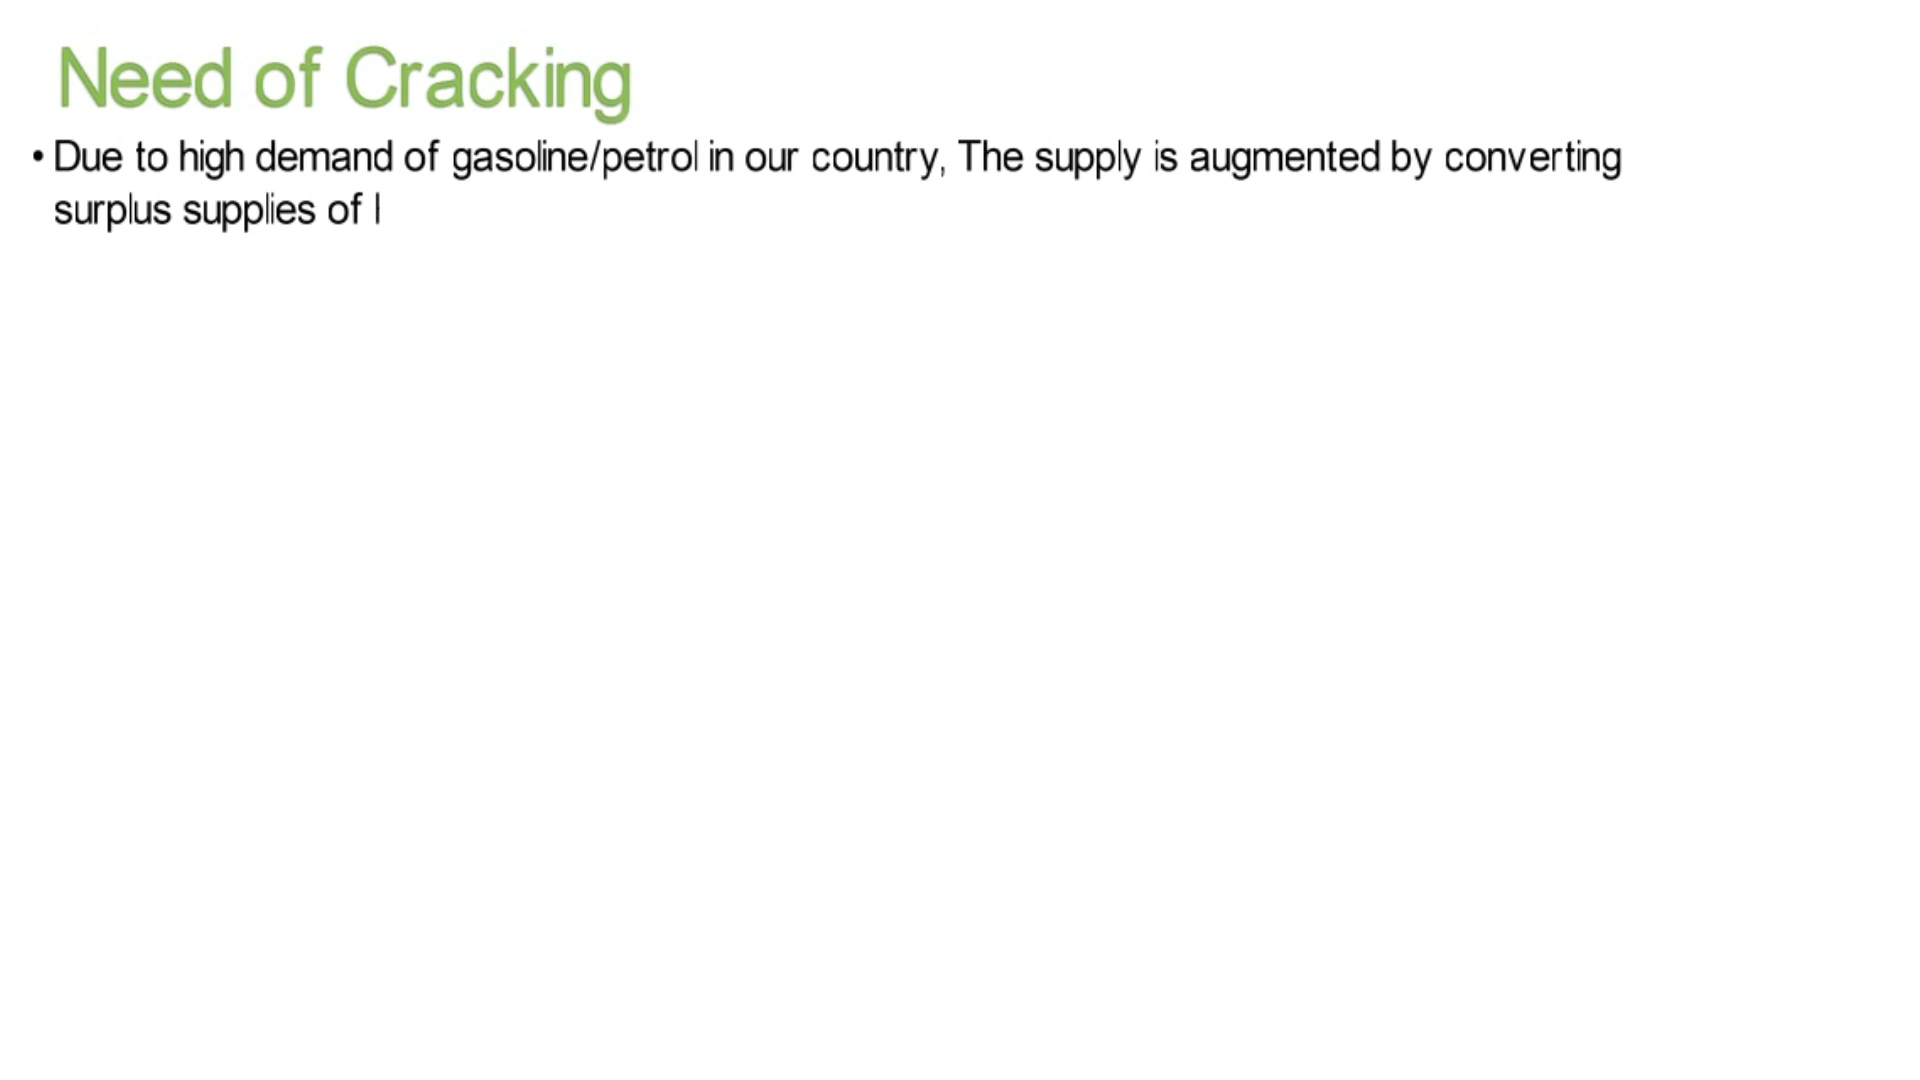 Need of Cracking
• Due to high demand of gasoline/petrol in our country, The supply is augmented by converting
surplus supplies of l